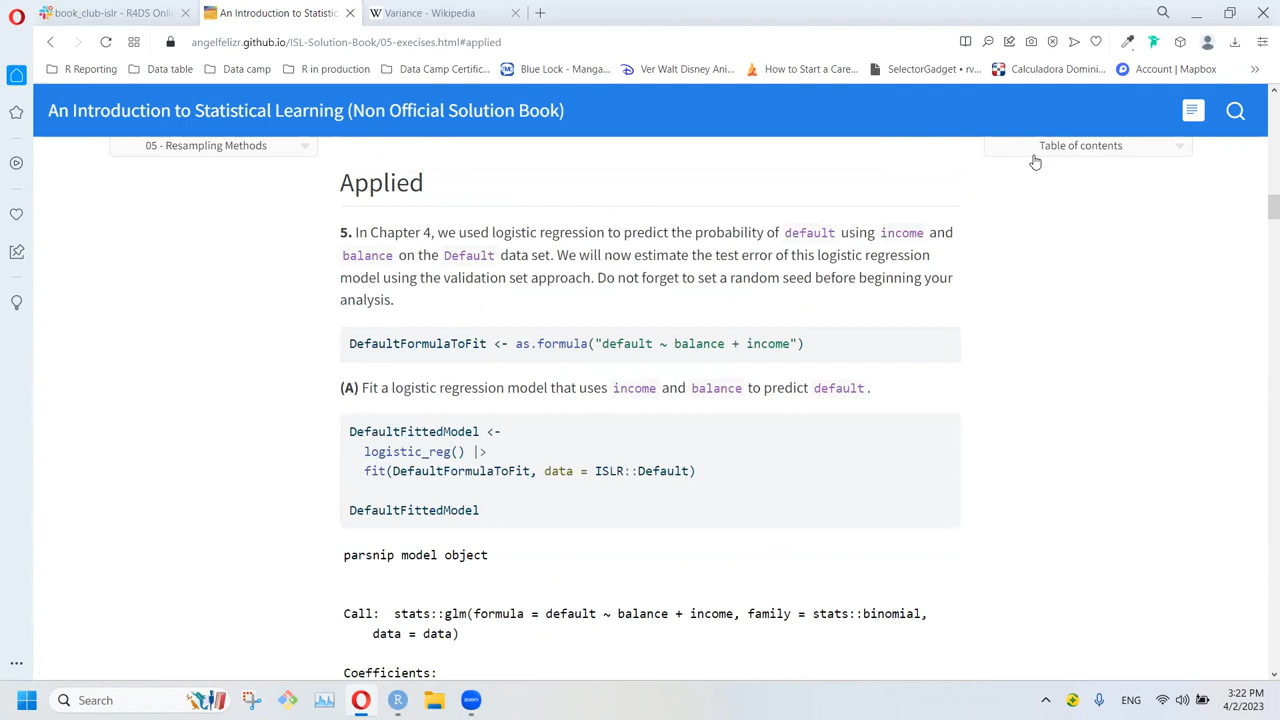 book_club-islr - R4DS Onlin
An Introduction to Statistic
Variance - Wikipedia
angelfelizr.github.io/ISL-Solution-Book/05-execises.html#applied
R Reporting
Data table
Data camp
R in production
Data Camp Certific...
Blue Lock - Manga...
Ver Walt Disney Ani...
How to Start a Care...
SelectorGadget • rv...
Calculadora Domini...
Account | Mapbox
An Introduction to Statistical Learning (Non Official Solution Book)
05 - Resampling Methods
Table of contents
Applied
5. In Chapter 4, we used logistic regression to predict the probability of default using income and
balance on the Default data set. We will now estimate the test error of this logistic regression
model using the validation set approach. Do not forget to set a random seed before beginning your
analysis.
DefaultFormulaToFit <- as.formula("default ~ balance + income")
(A) Fit a logistic regression model that uses income and balance to predict default.
DefaultFittedModel <-
logistic_reg() |>
fit(DefaultFormulaToFit, data = ISLR::Default)
DefaultFittedModel
parsnip model object
Call: stats::glm(formula = default ~ balance + income, family = stats::binomial,
data = data)
Coefficients:
Search
zoom
ENG
3:22 PM
4/2/2023